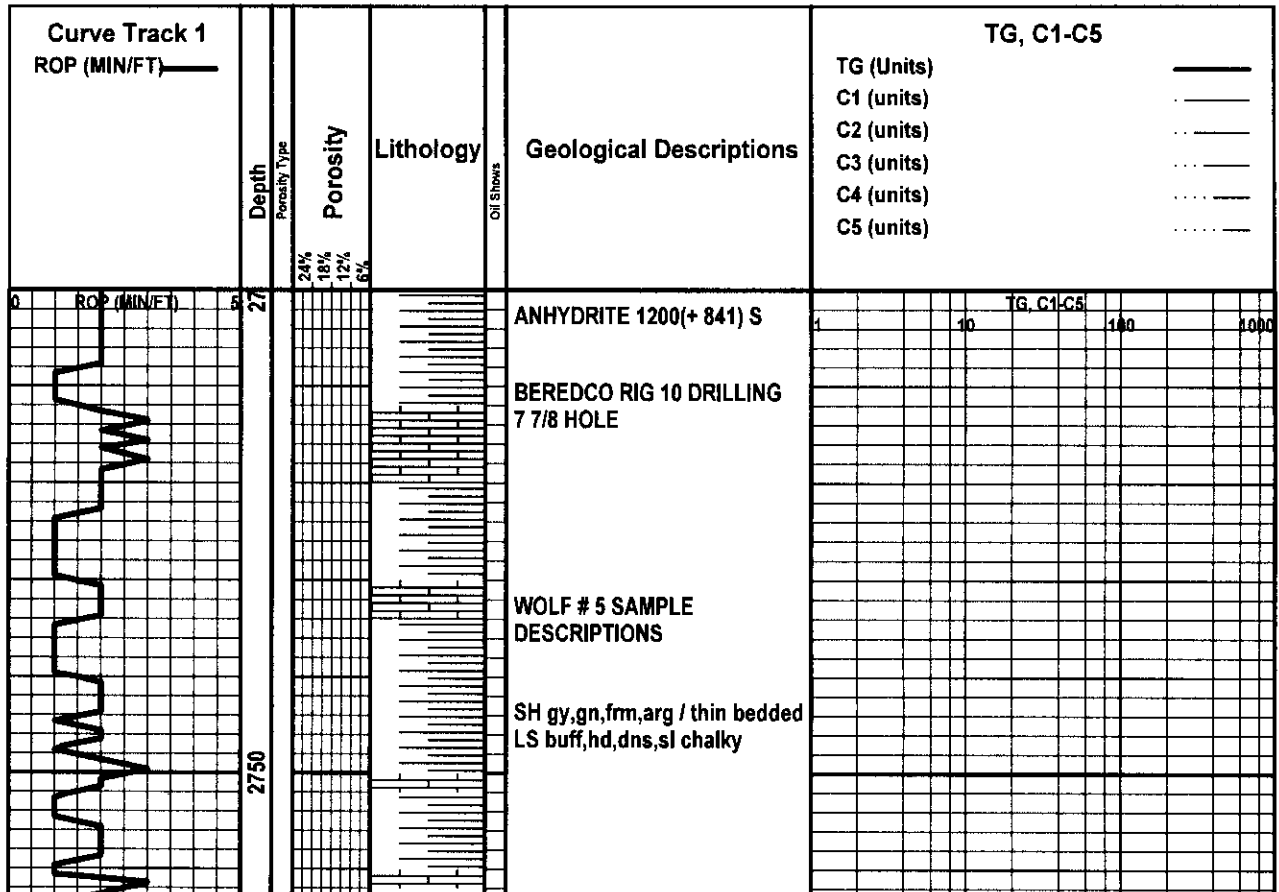 Curve Track 1
ROP (MIN/FT)
Depth
Porosity Type
Porosity
24%
18%
12%
6%
Lithology
Oil Shows
Geological Descriptions
TG, C1-C5
TG (Units)
C1 (units)
C2 (units)
C3 (units)
C4 (units)
C5 (units)
0 ROP (MIN/FT) 5
27
TG, C1-C5
1 10 100 1000
ANHYDRITE 1200(+ 841) S
BEREDCO RIG 10 DRILLING
7 7/8 HOLE
WOLF # 5 SAMPLE
DESCRIPTIONS
SH gy,gn,frm,arg / thin bedded
LS buff,hd,dns,sl chalky
2750